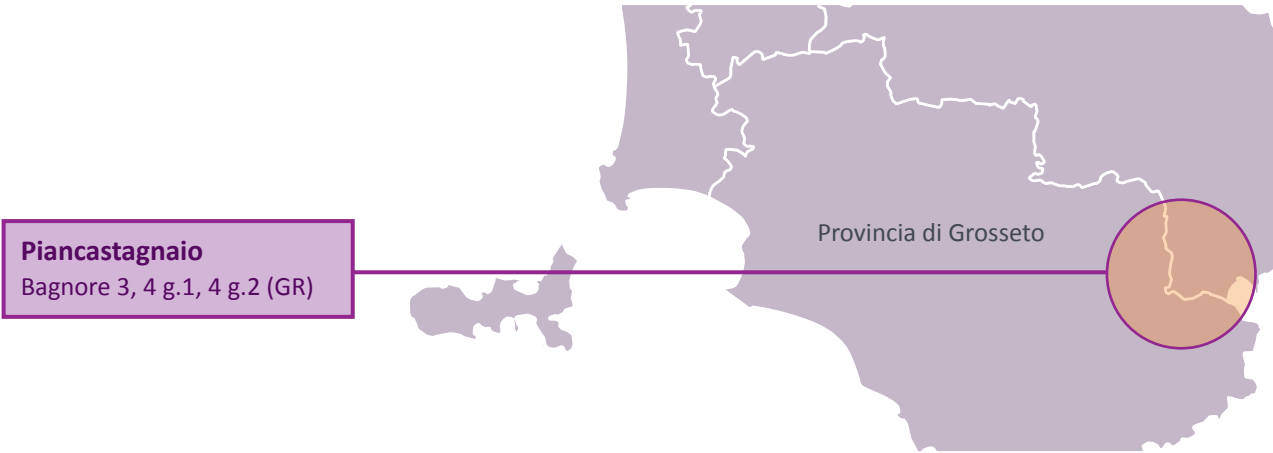 Provincia di Grosseto
Piancastagnaio
Bagnore 3, 4 g.1, 4 g.2 (GR)